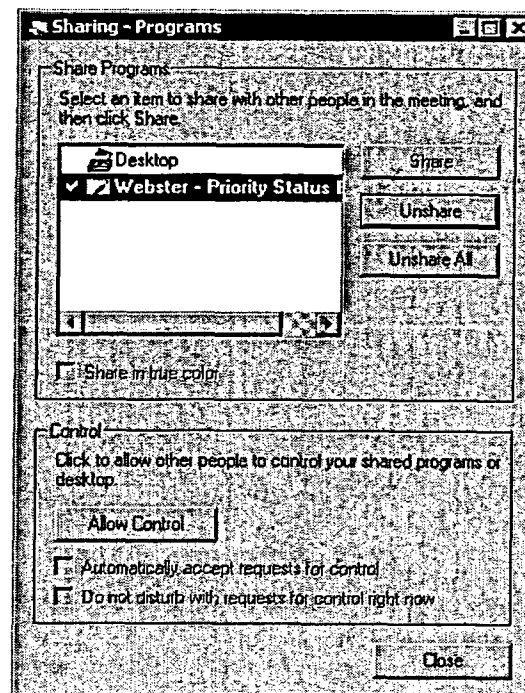 Sharing - Programs
Share Programs
Select an item to share with other people in the meeting, and
then click Share.
Desktop
Share
Webster - Priority Status
Unshare
Unshare All
Share in true color
Control
Click to allow other people to control your shared programs or
desktop.
Allow Control
Automatically accept requests for control
Do not disturb with requests for control right now
Close